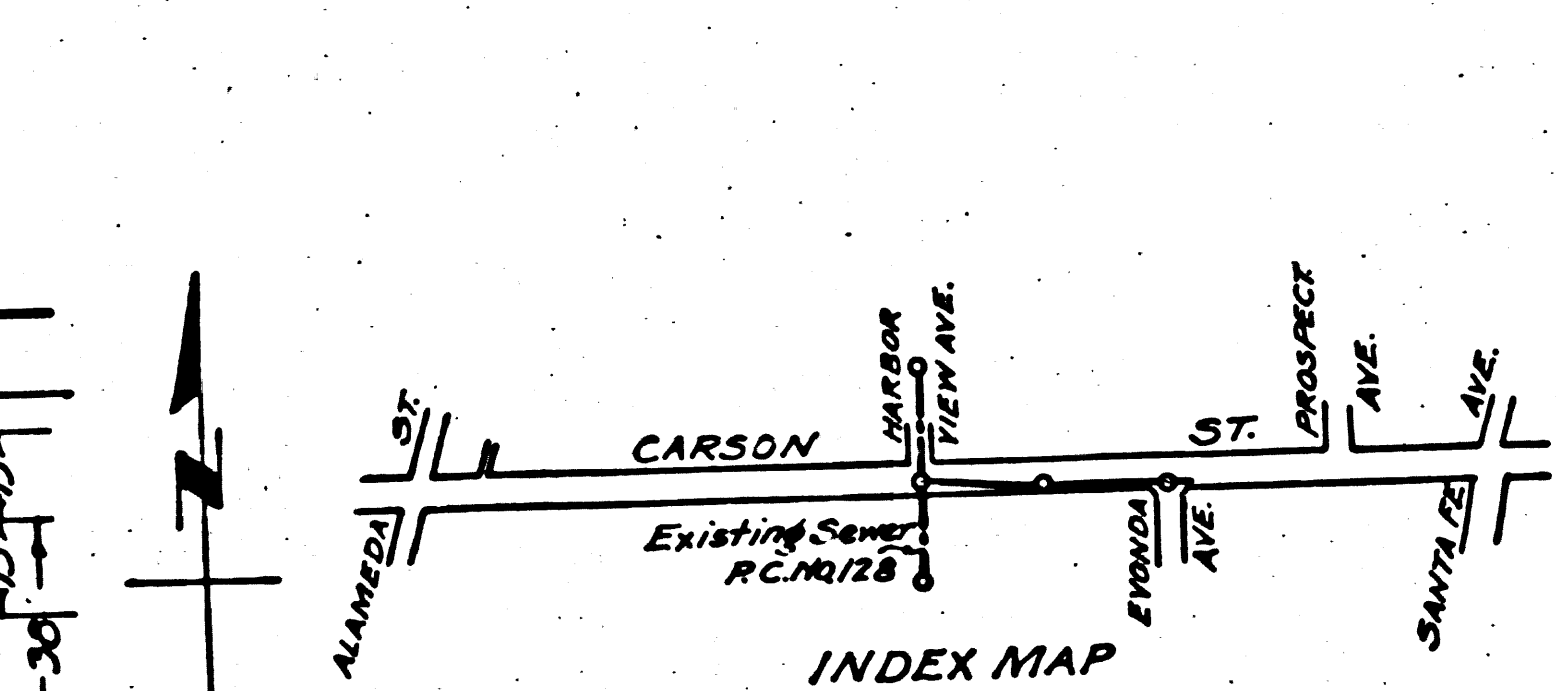 ST.
ALAMEDA
CARSON ST.
HARBOR
VIEW AVE.
PROSPECT
AVE.
AVE.
SANTA FE
EVONDA
AVE.
Existing Sewer
P.C. NO. 128
N
INDEX MAP